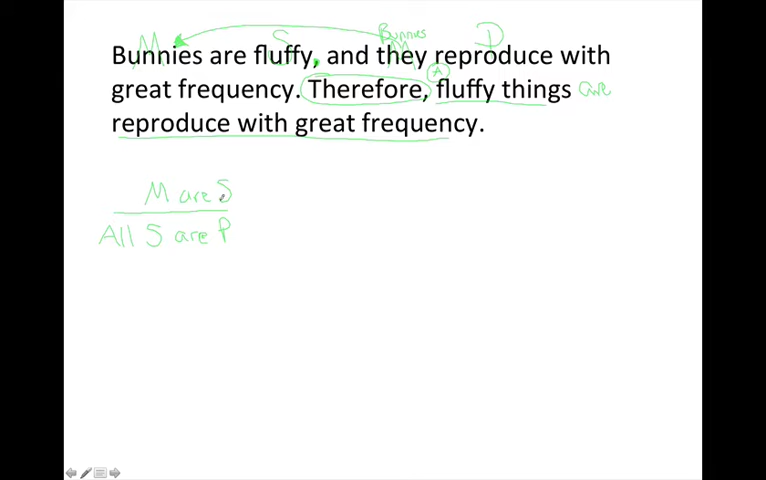 Bunnies
M S M P
Bunnies are fluffy, and they reproduce with
A
great frequency. Therefore, fluffy things are
reproduce with great frequency.
M are S
All S are P